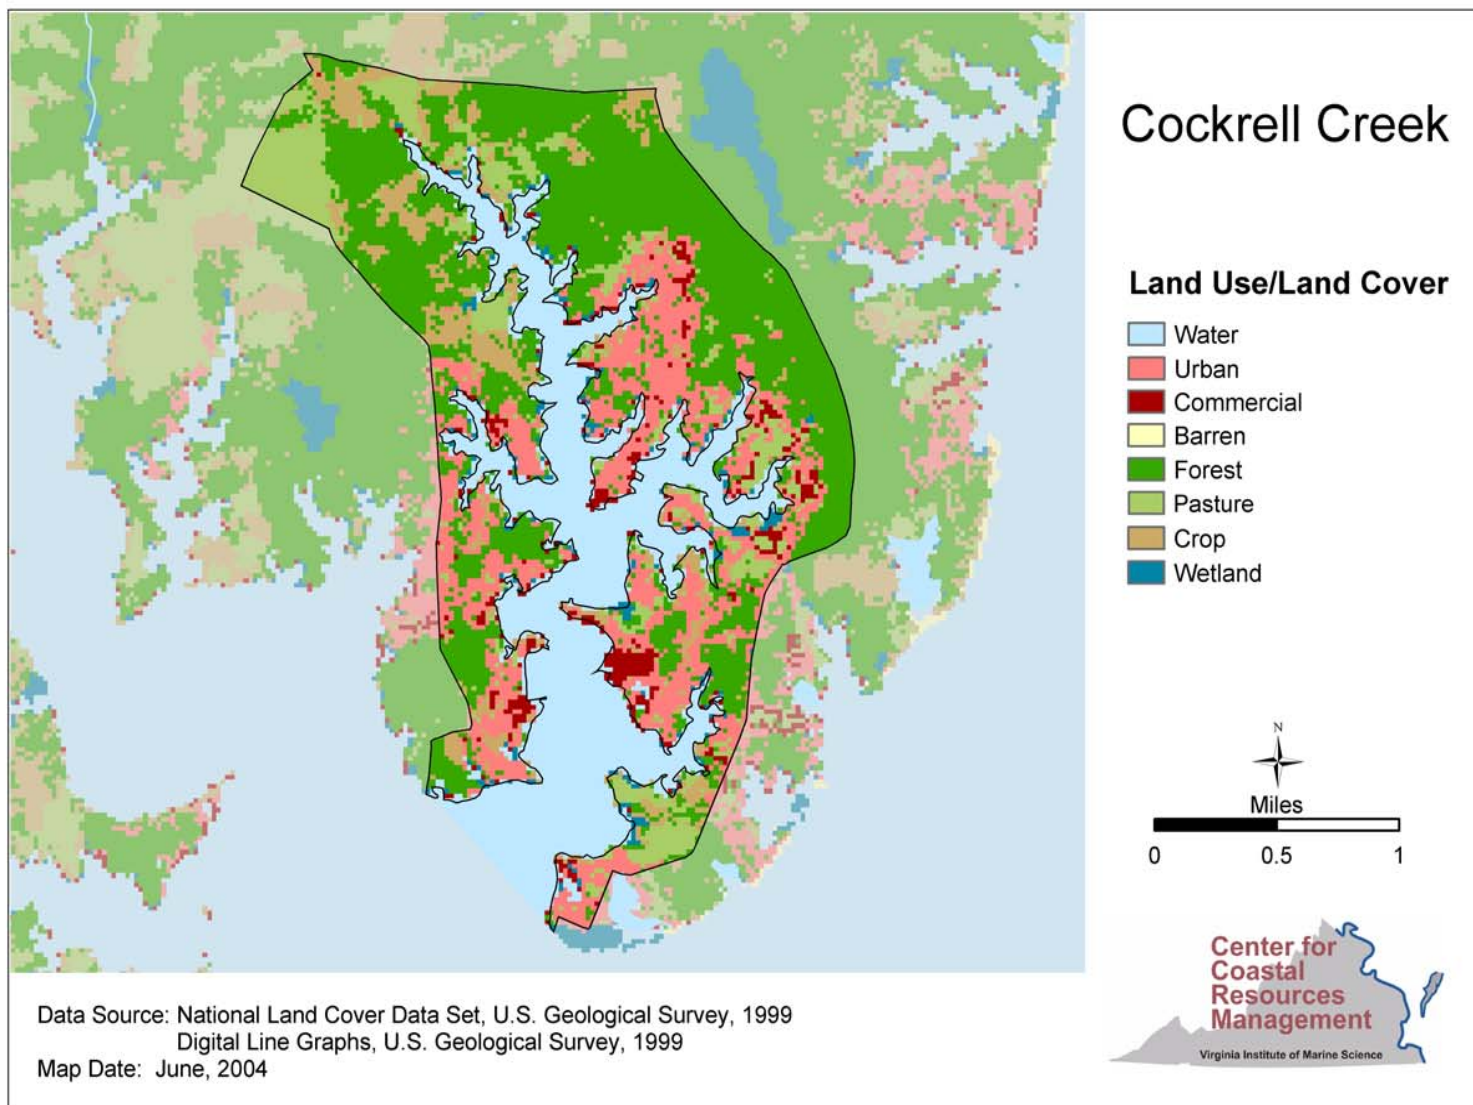 Cockrell Creek
Land Use/Land Cover
Water
Urban
Commercial
Barren
Forest
Pasture
Crop
Wetland
N
Miles
0 0.5 1
Center for
Coastal
Resources
Management
Virginia Institute of Marine Science
Data Source: National Land Cover Data Set, U.S. Geological Survey, 1999
Digital Line Graphs, U.S. Geological Survey, 1999
Map Date: June, 2004